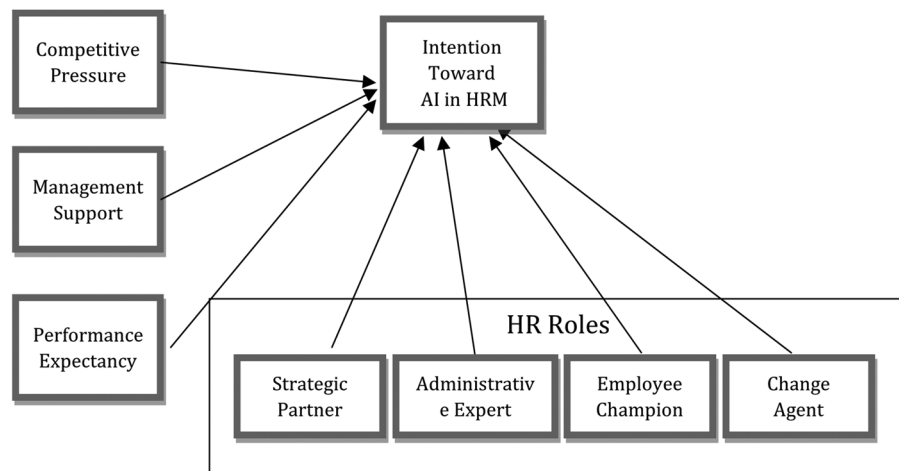 Competitive
Pressure
Intention
Toward
AI in HRM
Management
Support
Performance
Expectancy
HR Roles
Strategic
Partner
Administrativ
e Expert
Employee
Champion
Change
Agent